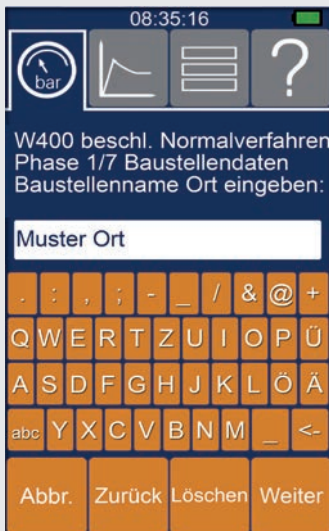 08:35:16
bar
?
W400 beschl. Normalverfahren
Phase 1/7 Baustellendaten
Baustellenname Ort eingeben:
Muster Ort
. : , ; - _ / & @ +
Q W E R T Z U I O P Ü
A S D F G H J K L Ö Ä
abc Y X C V B N M _ <-
Abbr. Zurück Löschen Weiter